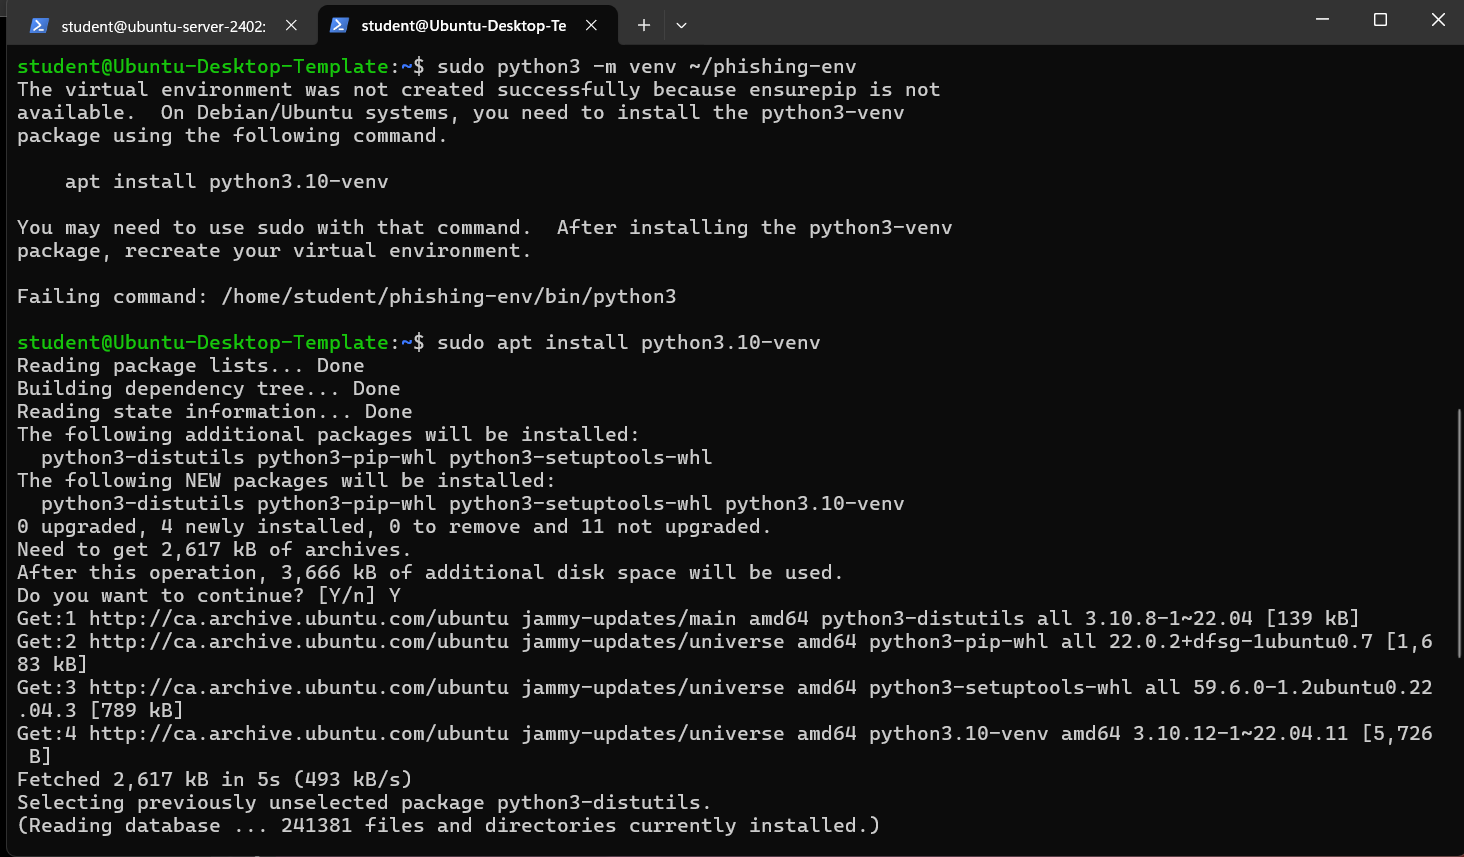 student@ubuntu-server-2402:
student@Ubuntu-Desktop-Te
student@Ubuntu-Desktop-Template:~$ sudo python3 -m venv ~/phishing-env
The virtual environment was not created successfully because ensurepip is not
available.  On Debian/Ubuntu systems, you need to install the python3-venv
package using the following command.
    apt install python3.10-venv
You may need to use sudo with that command.  After installing the python3-venv
package, recreate your virtual environment.
Failing command: /home/student/phishing-env/bin/python3
student@Ubuntu-Desktop-Template:~$ sudo apt install python3.10-venv
Reading package lists... Done
Building dependency tree... Done
Reading state information... Done
The following additional packages will be installed:
  python3-distutils python3-pip-whl python3-setuptools-whl
The following NEW packages will be installed:
  python3-distutils python3-pip-whl python3-setuptools-whl python3.10-venv
0 upgraded, 4 newly installed, 0 to remove and 11 not upgraded.
Need to get 2,617 kB of archives.
After this operation, 3,666 kB of additional disk space will be used.
Do you want to continue? [Y/n] Y
Get:1 http://ca.archive.ubuntu.com/ubuntu jammy-updates/main amd64 python3-distutils all 3.10.8-1~22.04 [139 kB]
Get:2 http://ca.archive.ubuntu.com/ubuntu jammy-updates/universe amd64 python3-pip-whl all 22.0.2+dfsg-1ubuntu0.7 [1,6
83 kB]
Get:3 http://ca.archive.ubuntu.com/ubuntu jammy-updates/universe amd64 python3-setuptools-whl all 59.6.0-1.2ubuntu0.22
.04.3 [789 kB]
Get:4 http://ca.archive.ubuntu.com/ubuntu jammy-updates/universe amd64 python3.10-venv amd64 3.10.12-1~22.04.11 [5,726
 B]
Fetched 2,617 kB in 5s (493 kB/s)
Selecting previously unselected package python3-distutils.
(Reading database ... 241381 files and directories currently installed.)